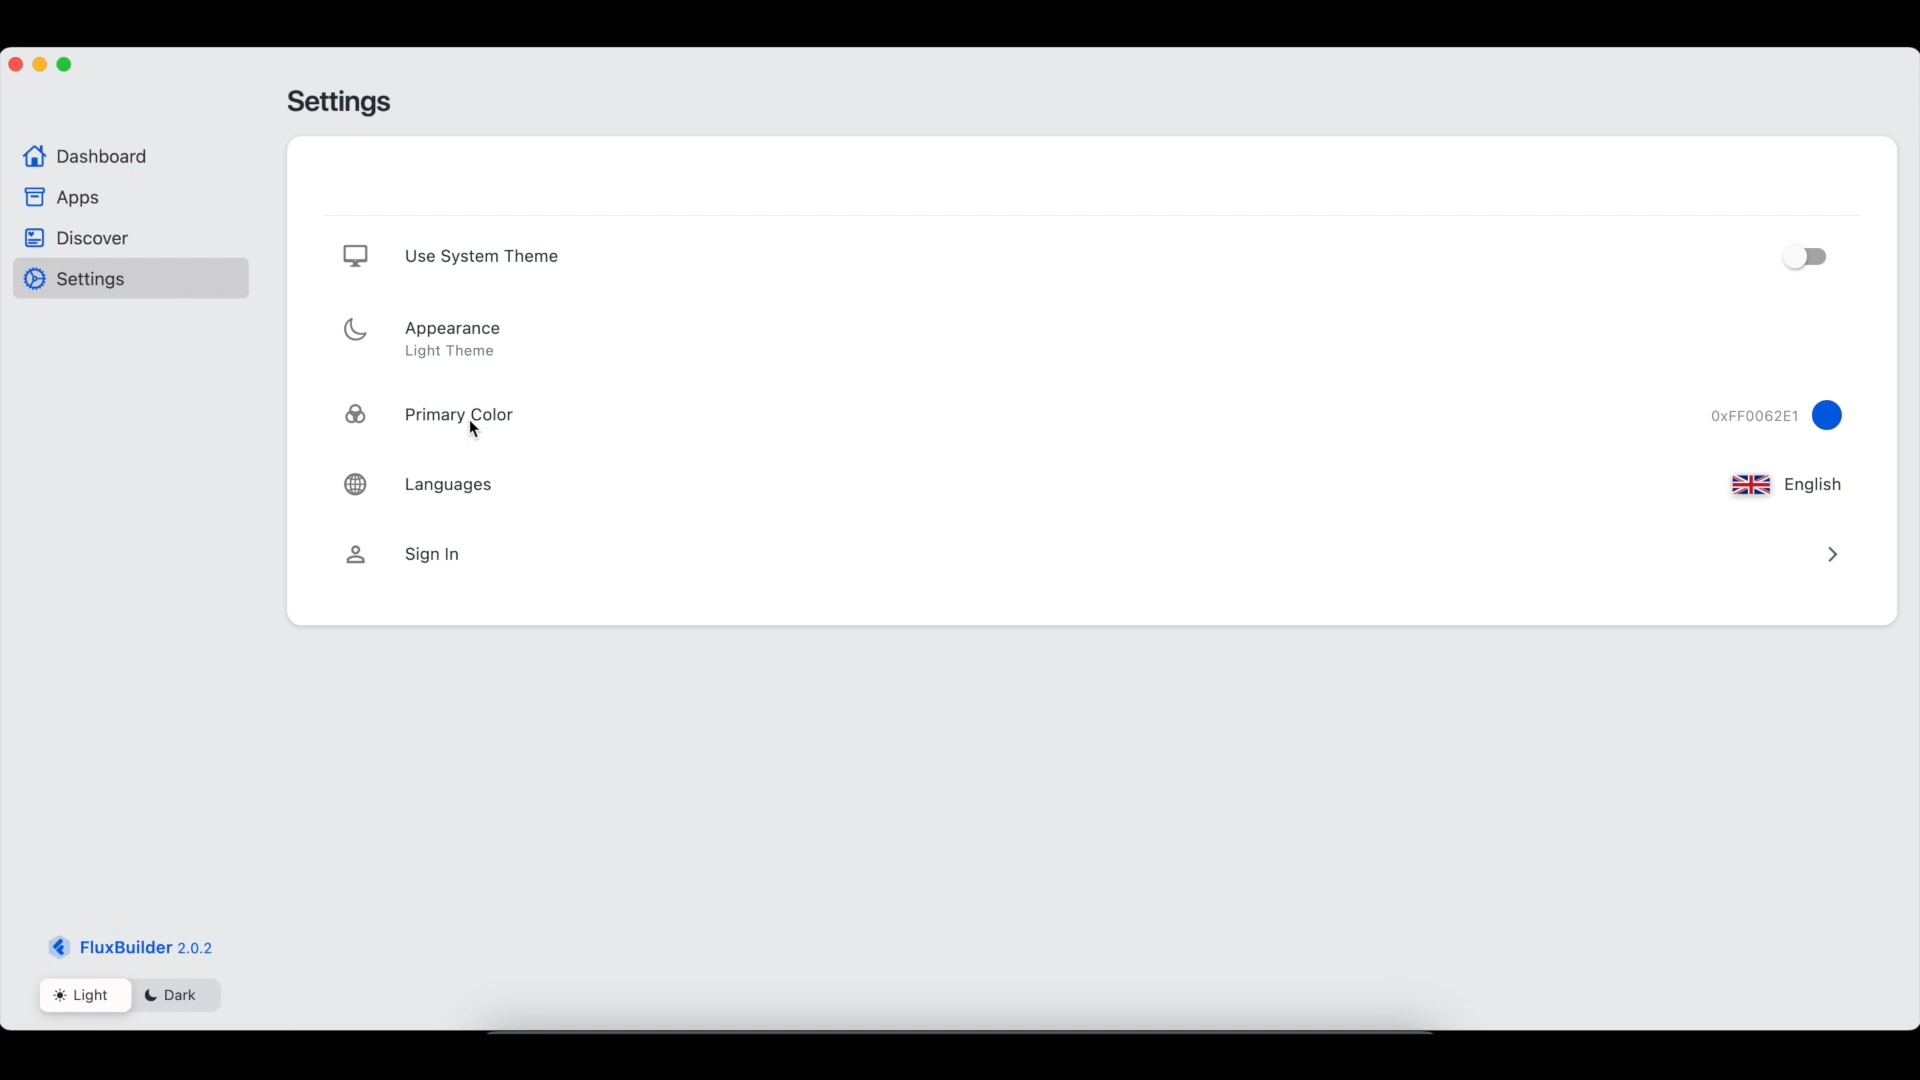 Settings
Dashboard
Apps
Discover
Settings
Use System Theme
Appearance
Light Theme
Primary Color
0xFF0062E1
Languages
English
Sign In
FluxBuilder 2.0.2
Light
Dark